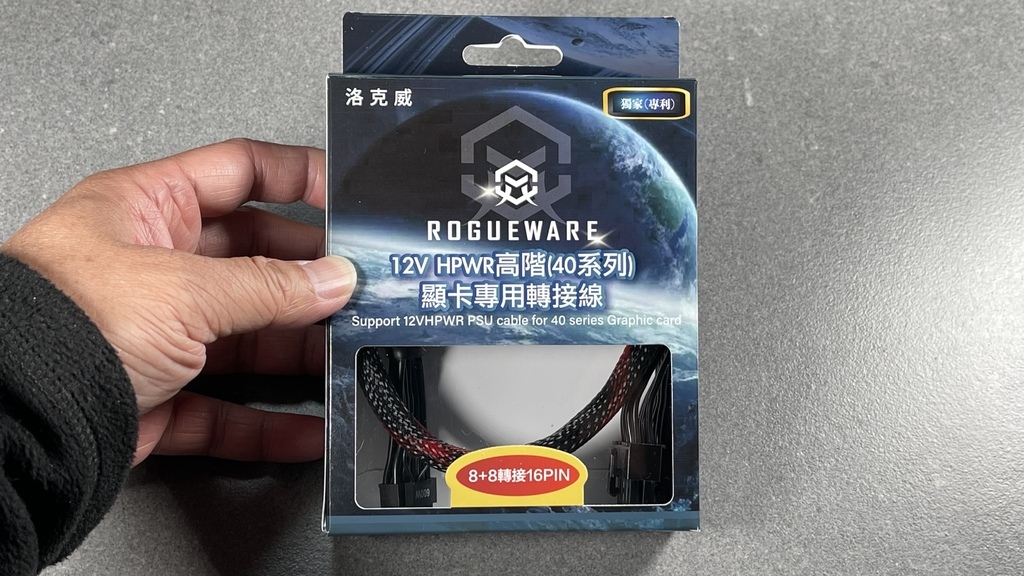 洛克威
獨家(專利)
ROGUEWARE
12V HPWR高階(40系列)
顯卡專用轉接線
Support 12VHPWR PSU cable for 40 series Graphic card
8+8轉接16PIN